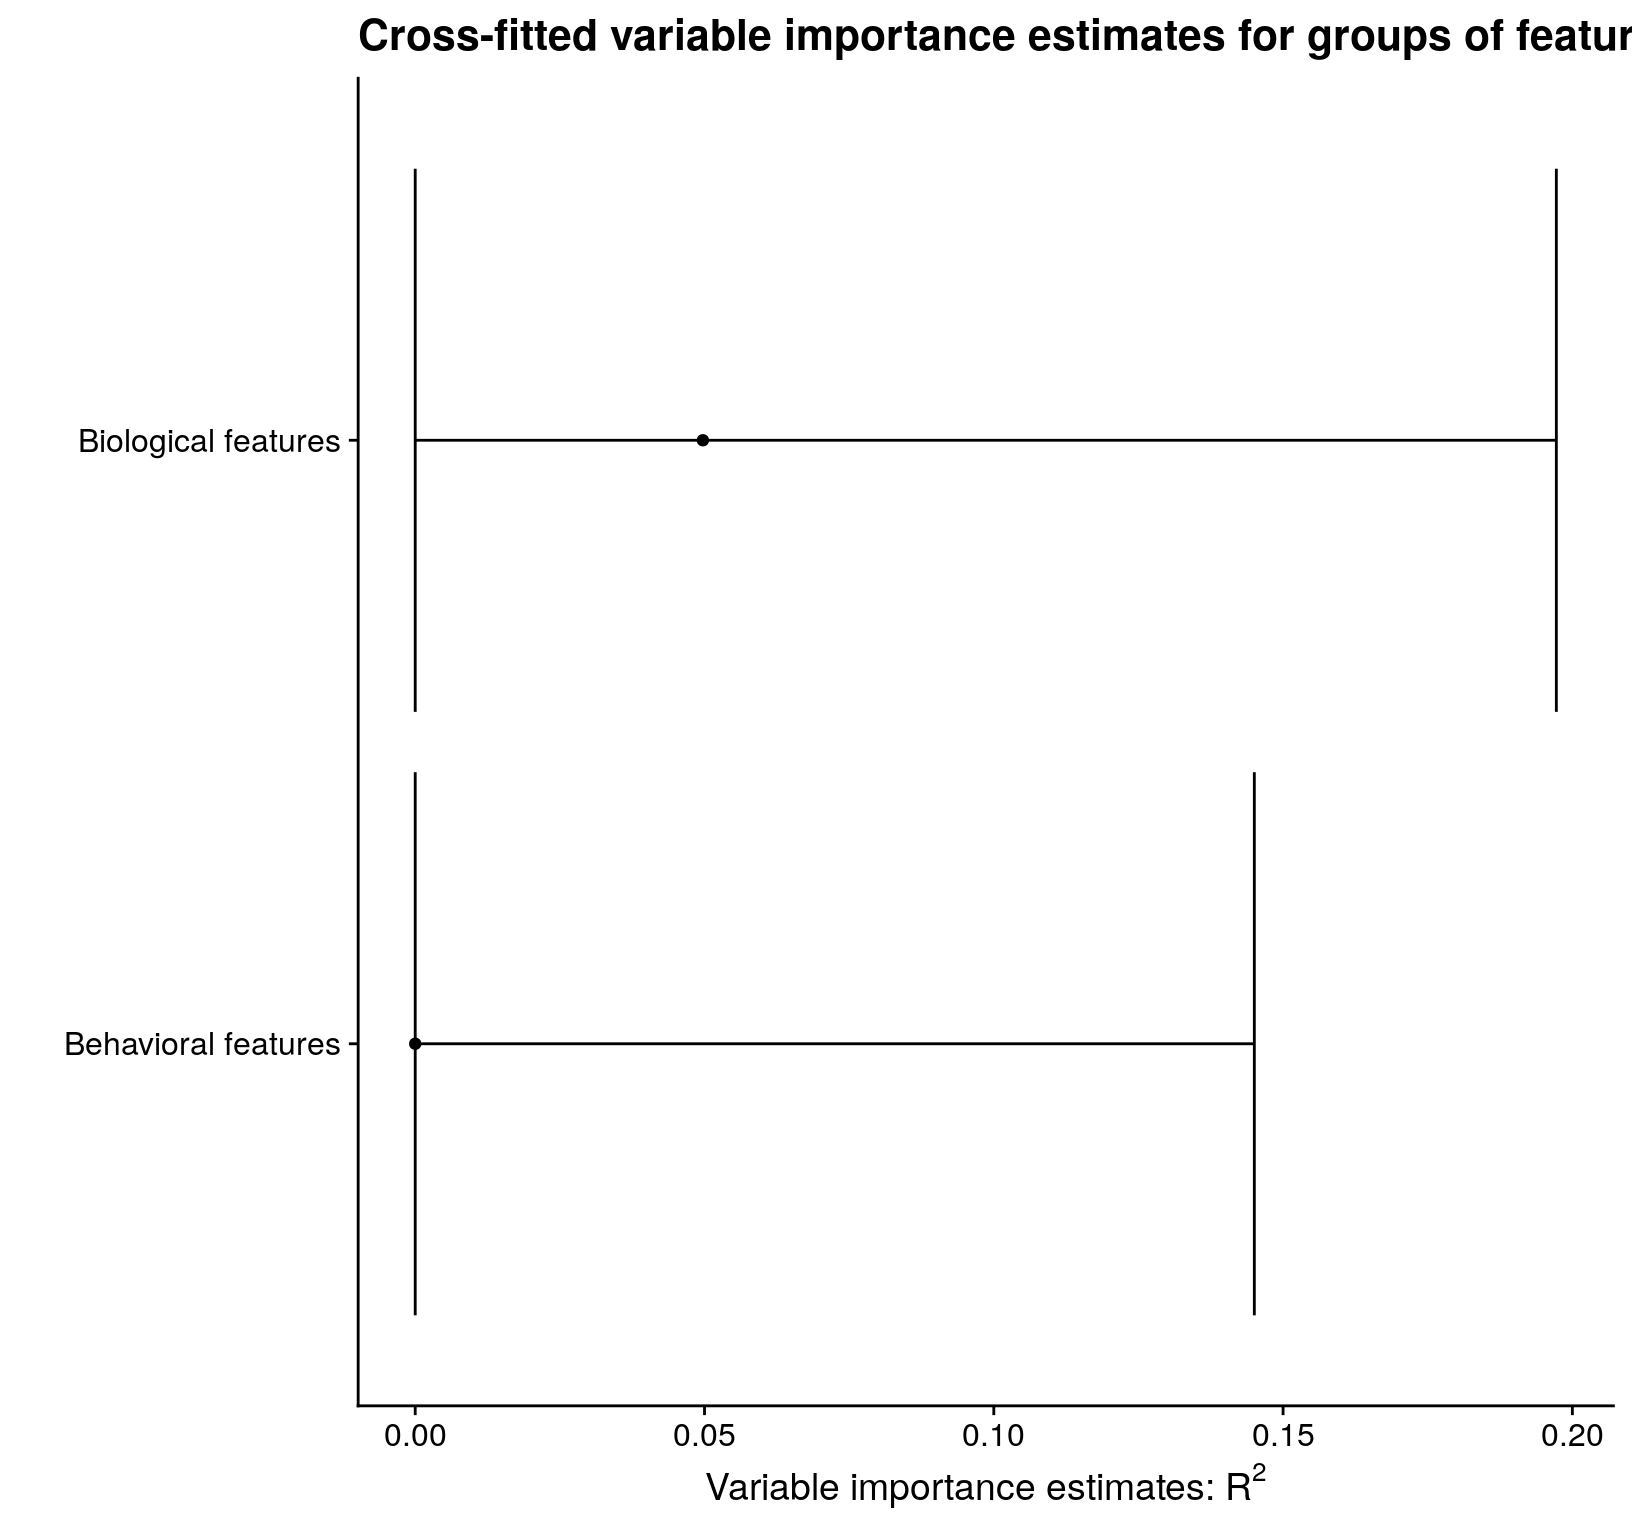 Cross-fitted variable importance estimates for groups of featur
Biological features
Behavioral features
0.00 0.05 0.10 0.15 0.20
Variable importance estimates: R²